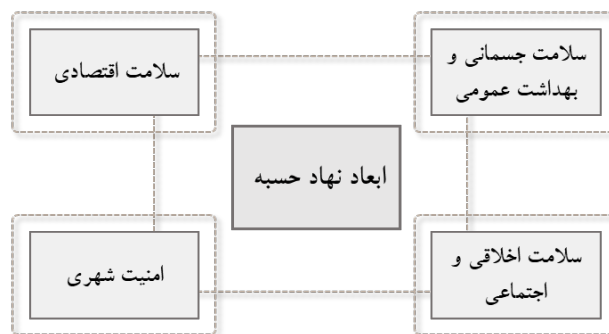 سلامت جسمانی و
بهداشت عمومی
سلامت اقتصادی
ابعاد نهاد حسبه
سلامت اخلاقی و
اجتماعی
امنیت شهری